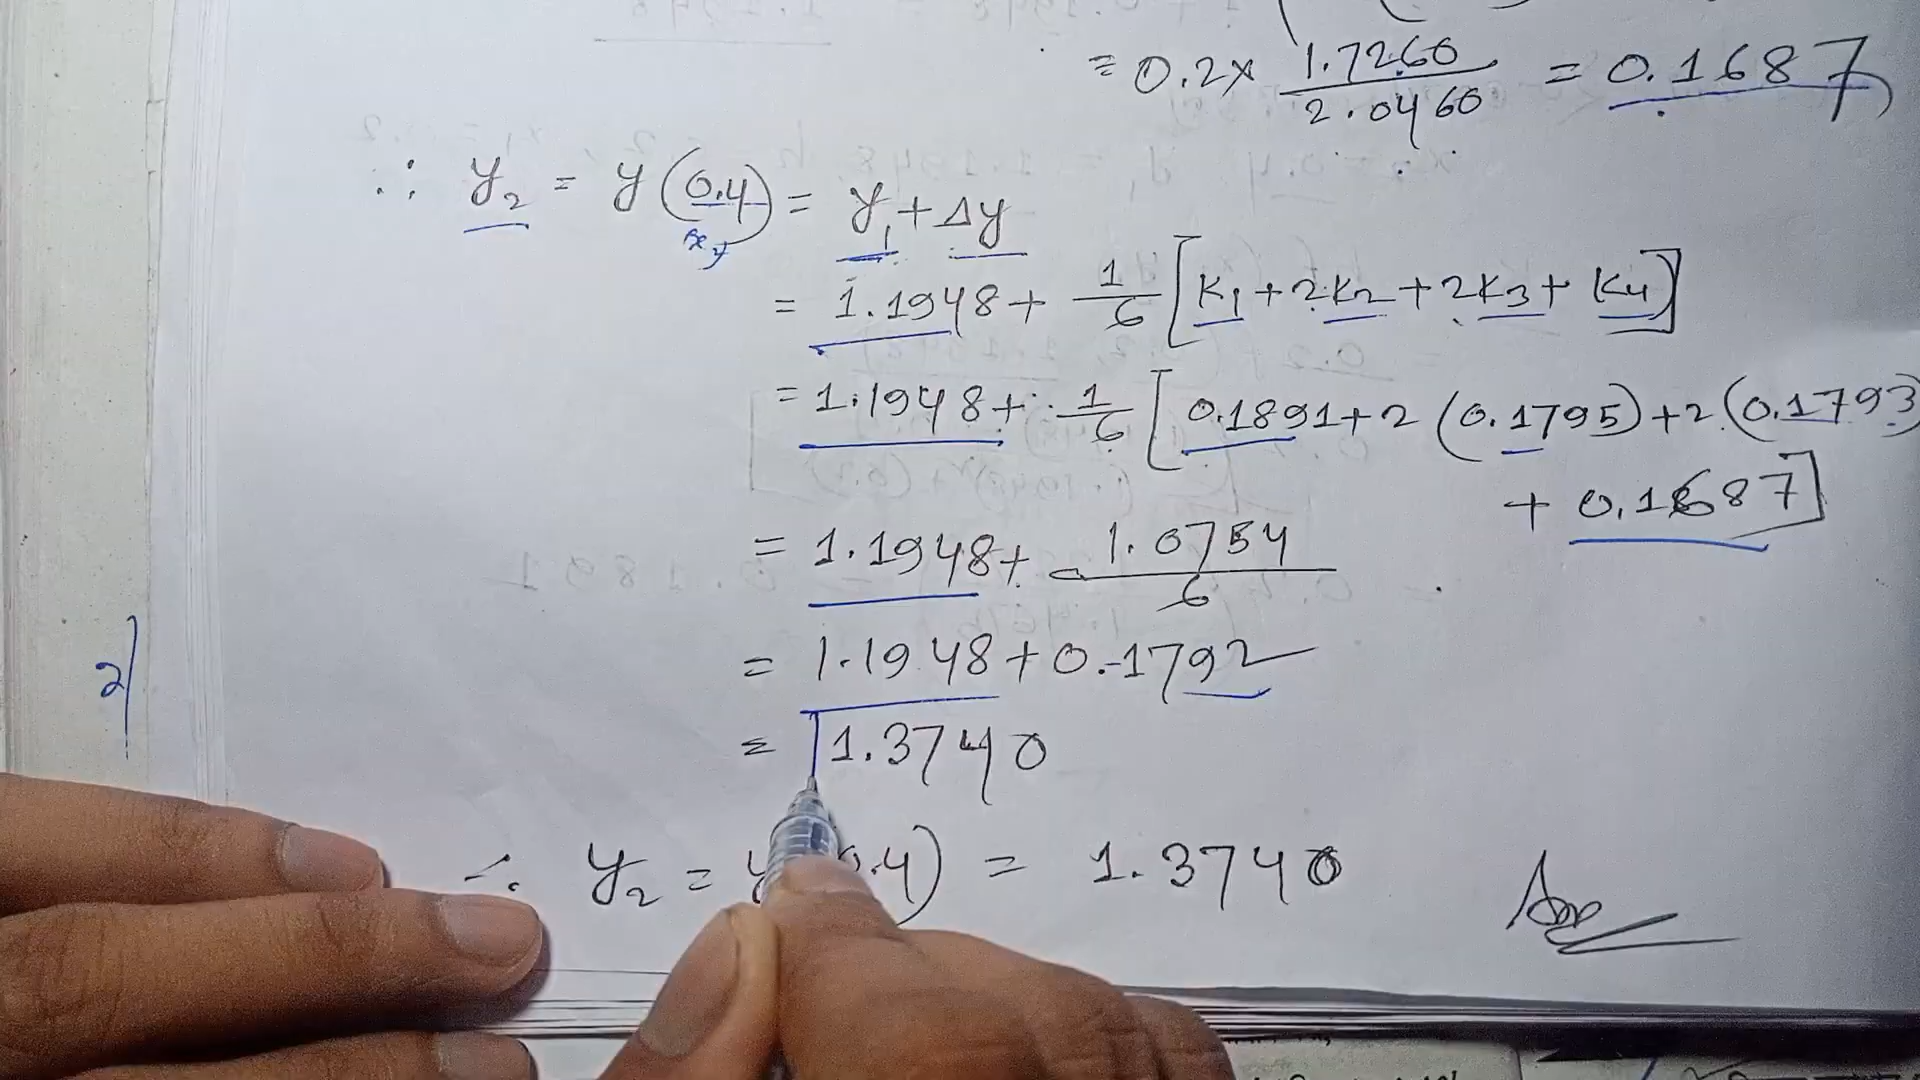 = 0.2x 1.7260/2.0460 = 0.1687
∴ y₂ = y(0.4) = y₁ + Δy
= 1.1948 + 1/6 [K₁ + 2K₂ + 2K₃ + K₄]
= 1.1948 + 1/6 [0.1891 + 2(0.1795) + 2(0.1793)
+ 0.1687]
= 1.1948 + 1.0754/6
= 1.1948 + 0.1792
= 1.3740
∴ y₂ = y(0.4) = 1.3740
Ans
2)